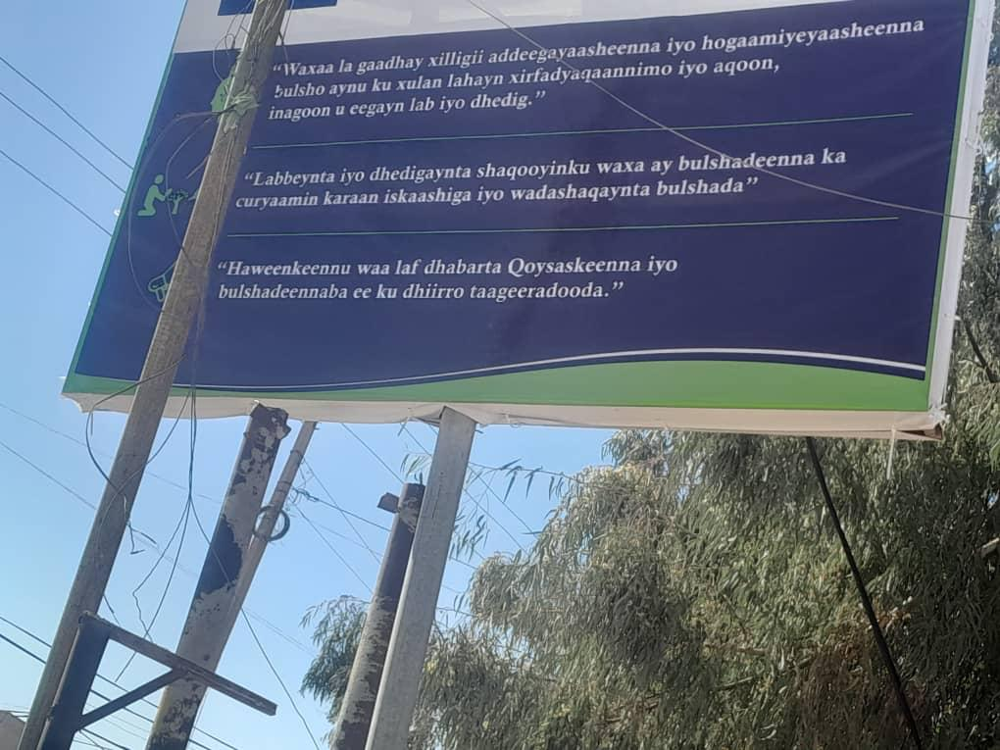 “Waxaa la gaadhay xilligii addeegayaasheenna iyo hogaamiyeyaasheenna
bulsho aynu ku xulan lahayn xirfadyaqaannimo iyo aqoon,
inagoon u eegayn lab iyo dhedig.”
“Labbeynta iyo dhedigaynta shaqooyinku waxa ay bulshadeenna ka
curyaamin karaan iskaashiga iyo wadashaqaynta bulshada”
“Haweenkeennu waa laf dhabarta Qoysaskeenna iyo
bulshadeennaba ee ku dhiirro taageeradooda.”